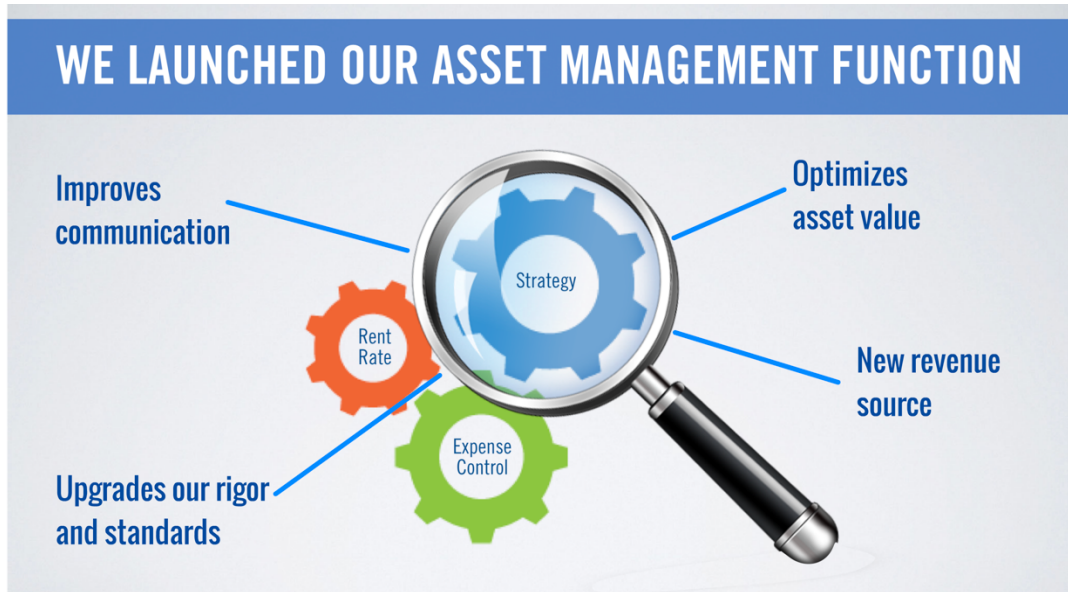 WE LAUNCHED OUR ASSET MANAGEMENT FUNCTION
Improves
communication
Optimizes
asset value
Strategy
Rent
Rate
New revenue
source
Expense
Control
Upgrades our rigor
and standards